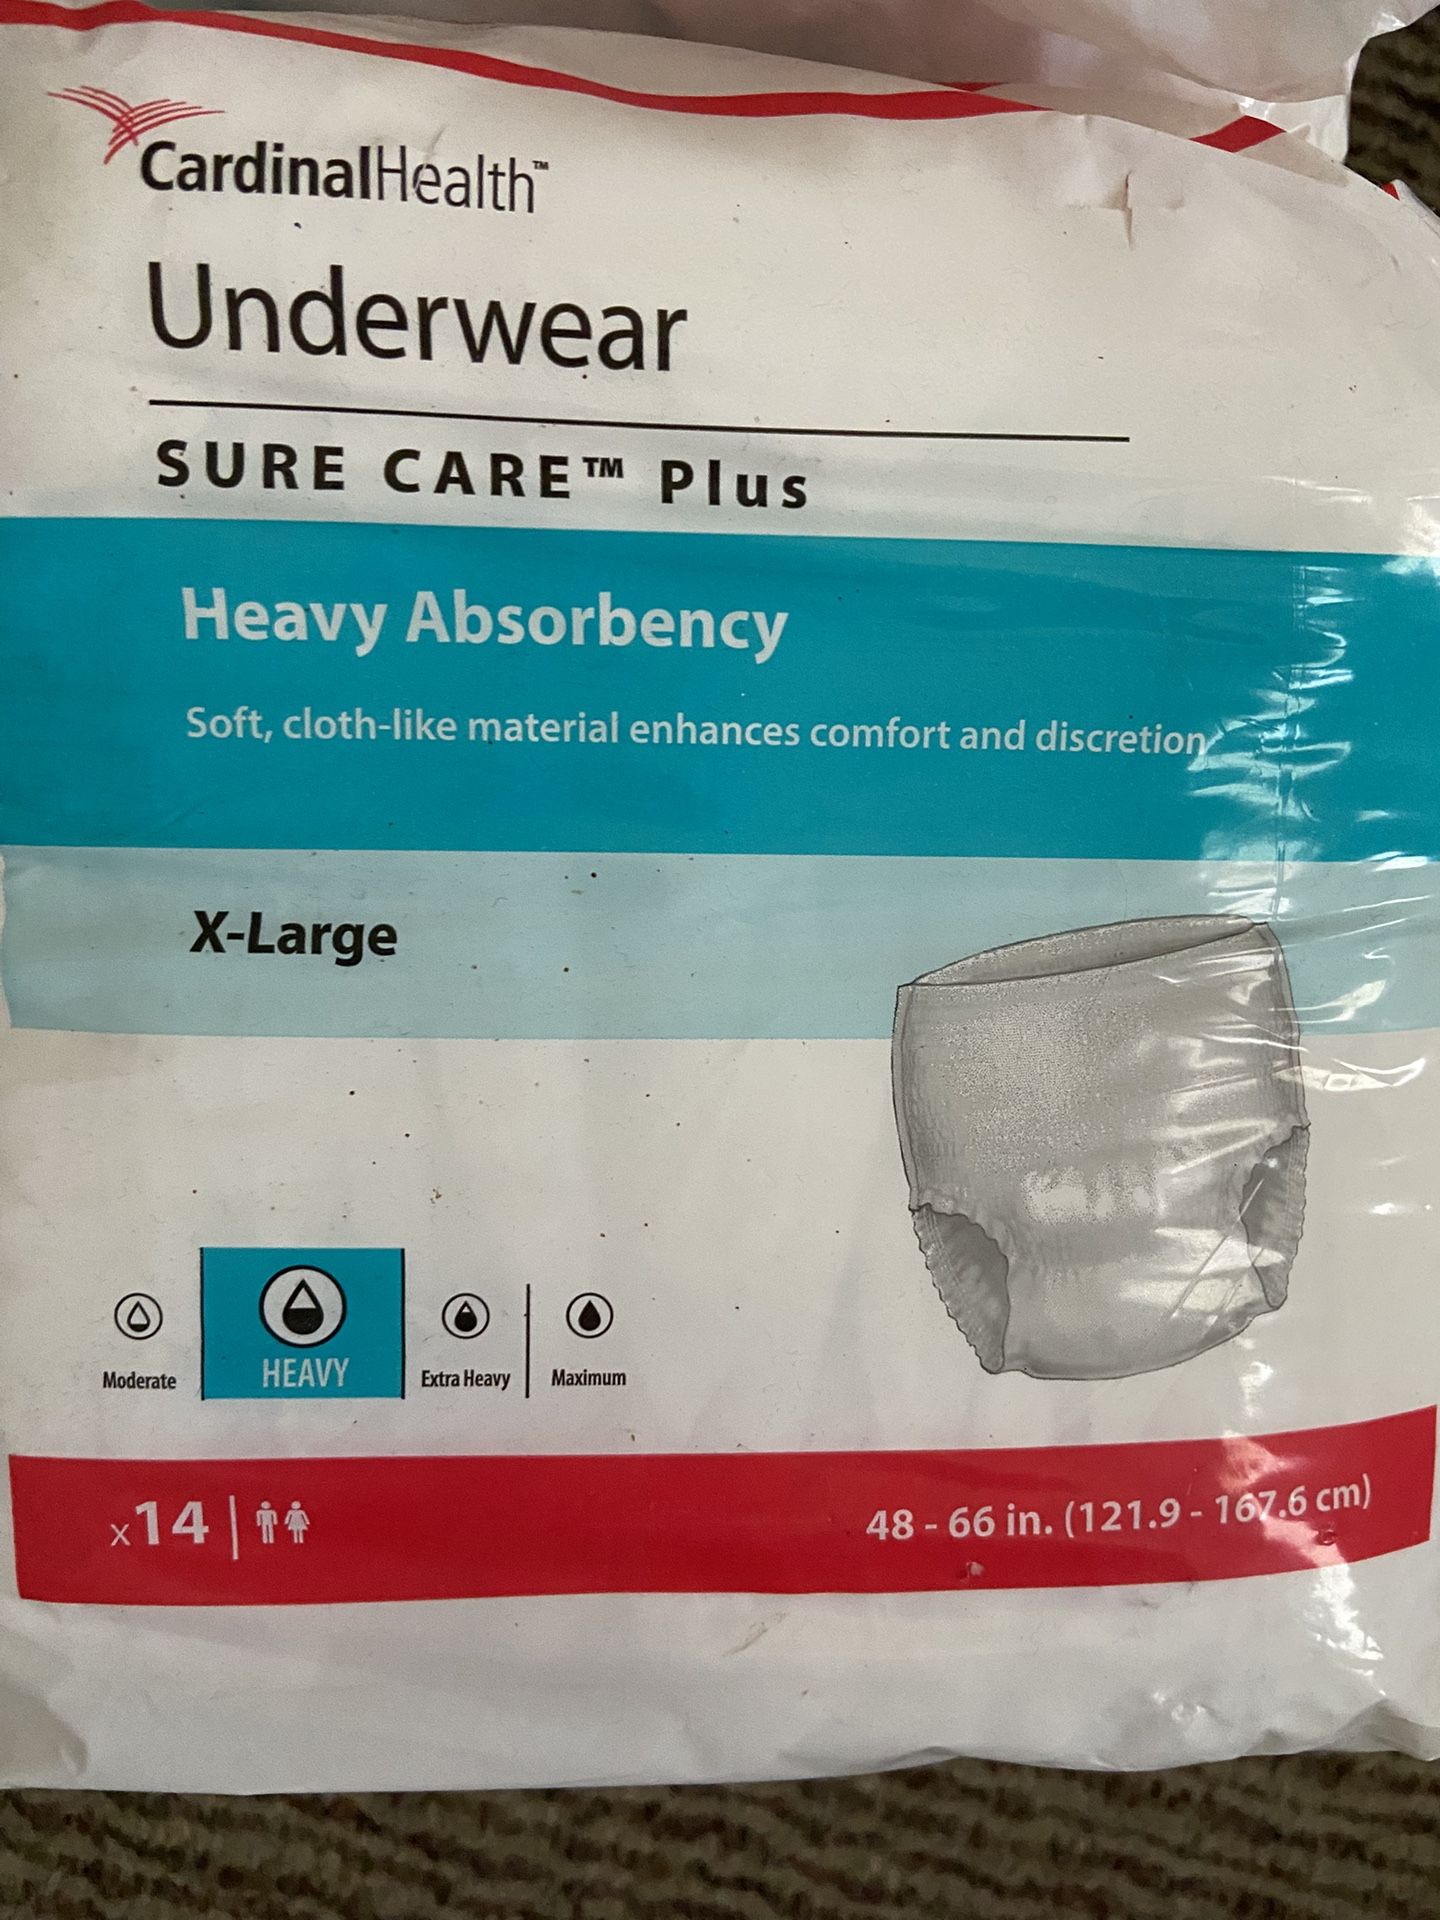 CardinalHealth™
Underwear
SURE CARE™ Plus
Heavy Absorbency
Soft, cloth-like material enhances comfort and discretion
X-Large
Moderate
HEAVY
Extra Heavy
Maximum
x14
48 - 66 in. (121.9 - 167.6 cm)